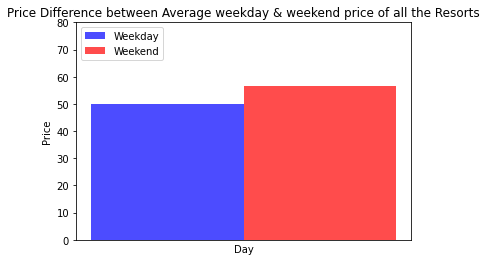 Price Difference between Average weekday & weekend price of all the Resorts
80
70
60
50
40
30
20
10
0
Price
Weekday
Weekend
Day